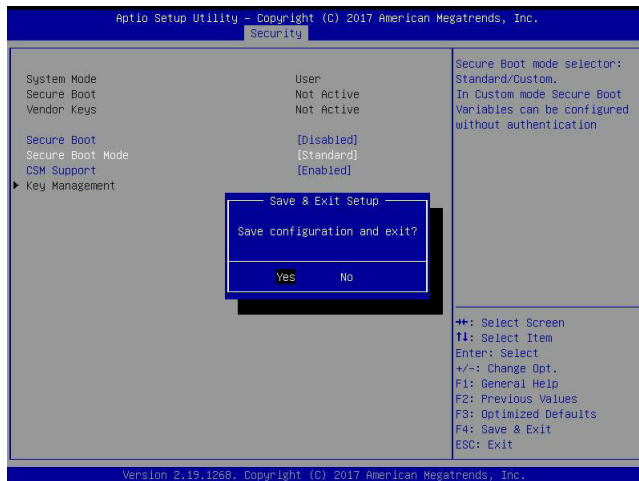 Aptio Setup Utility – Copyright (C) 2017 American Megatrends, Inc.
Security
System Mode User
Secure Boot Not Active
Vendor Keys Not Active
Secure Boot [Disabled]
Secure Boot Mode [Standard]
CSM Support [Enabled]
▶ Key Management
Save & Exit Setup
Save configuration and exit?
Yes No
Secure Boot mode selector:
Standard/Custom.
In Custom mode Secure Boot
Variables can be configured
without authentication
→←: Select Screen
↑↓: Select Item
Enter: Select
+/-: Change Opt.
F1: General Help
F2: Previous Values
F3: Optimized Defaults
F4: Save & Exit
ESC: Exit
Version 2.19.1268. Copyright (C) 2017 American Megatrends, Inc.